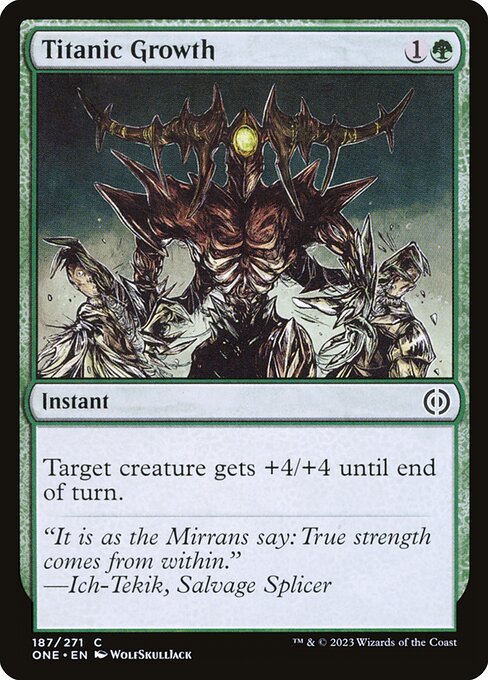 Titanic Growth 1
Instant
Target creature gets +4/+4 until end
of turn.
“It is as the Mirrans say: True strength
comes from within.”
—Ich-Tekik, Salvage Splicer
187/271 C
ONE • EN WolfSkullJack
™ & © 2023 Wizards of the Coast